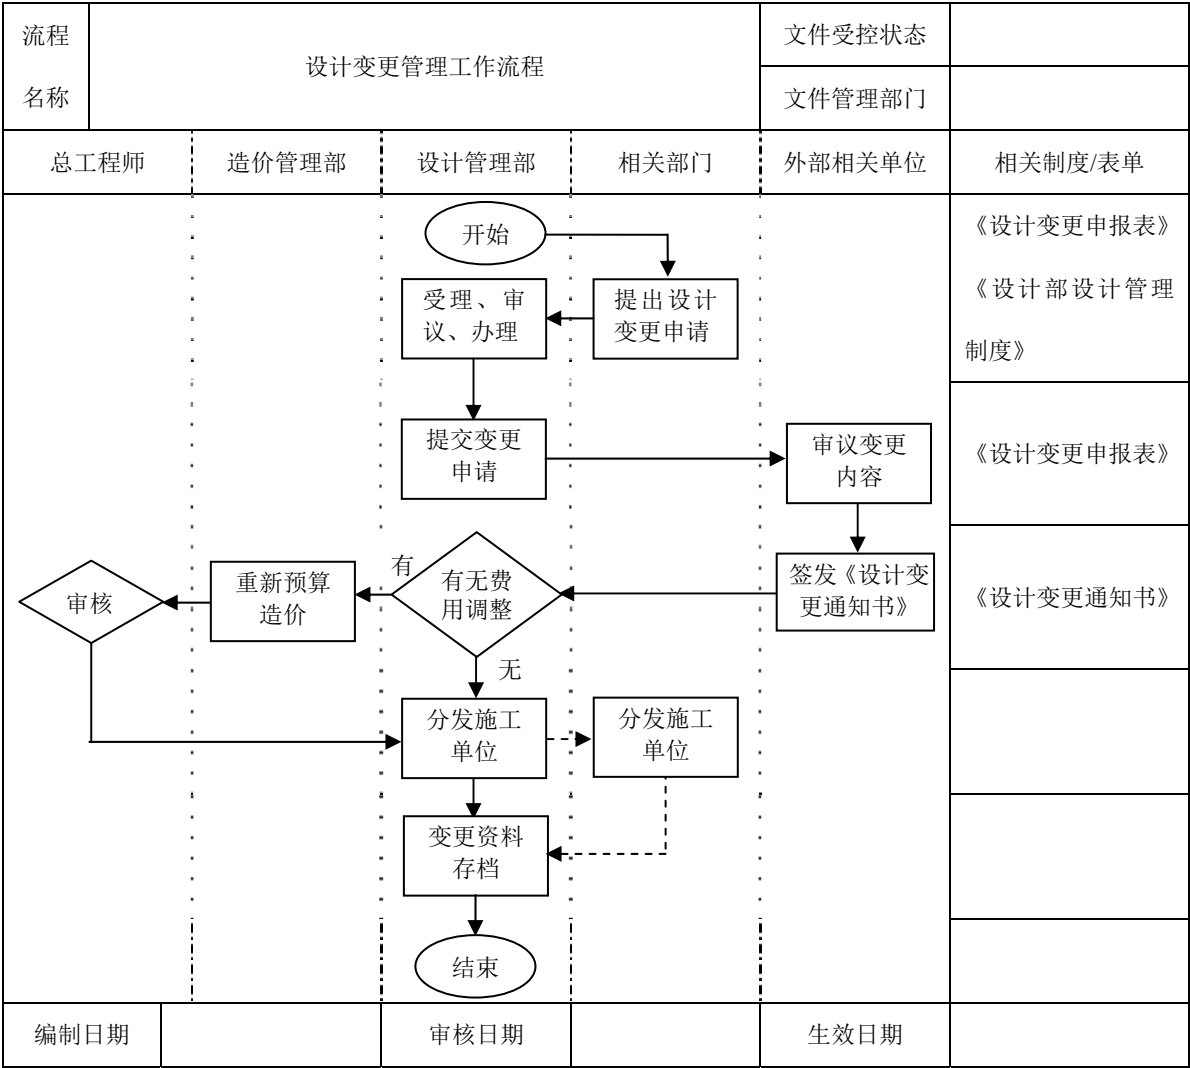 流程
名称
设计变更管理工作流程
文件受控状态
文件管理部门
总工程师
造价管理部
设计管理部
相关部门
外部相关单位
相关制度/表单
开始
提出设计
变更申请
受理、审
议、办理
《设计变更申报表》
《设计部设计管理
制度》
提交变更
申请
审议变更
内容
《设计变更申报表》
签发《设计变
更通知书》
《设计变更通知书》
有无费
用调整
有
重新预算
造价
审核
无
分发施工
单位
分发施工
单位
变更资料
存档
结束
编制日期
审核日期
生效日期